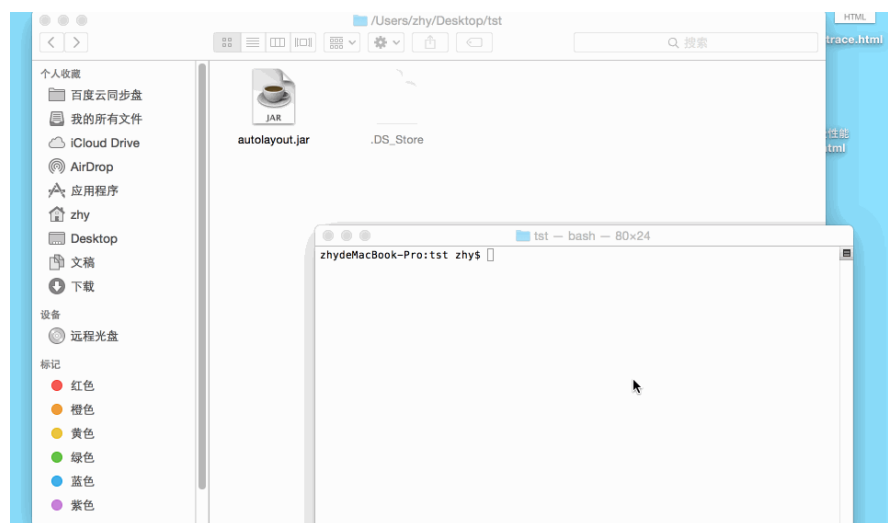 /Users/zhy/Desktop/tst
HTML
trace.html
搜索
个人收藏
百度云同步盘
我的所有文件
iCloud Drive
AirDrop
应用程序
zhy
Desktop
文稿
下载
设备
远程光盘
标记
红色
橙色
黄色
绿色
蓝色
紫色
JAR
autolayout.jar
.DS_Store
性能
tml
tst — bash — 80×24
zhydeMacBook-Pro:tst zhy$